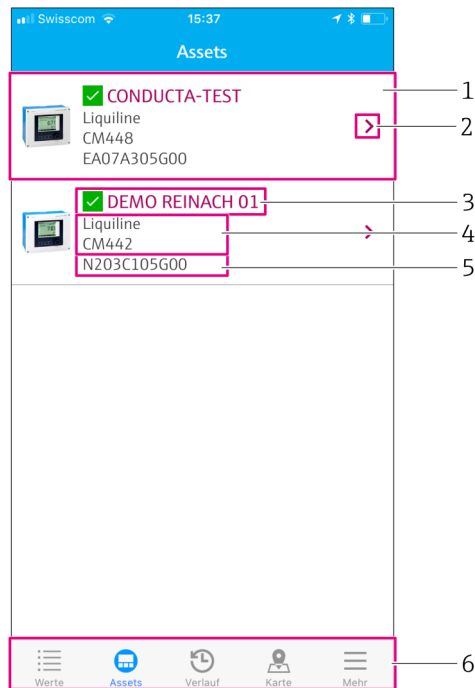 Swisscom 15:37
Assets
CONDUCTA-TEST
Liquiline
CM448
EA07A305G00
DEMO REINACH 01
Liquiline
CM442
N203C105G00
1
2
3
4
5
6
Werte Assets Verlauf Karte Mehr